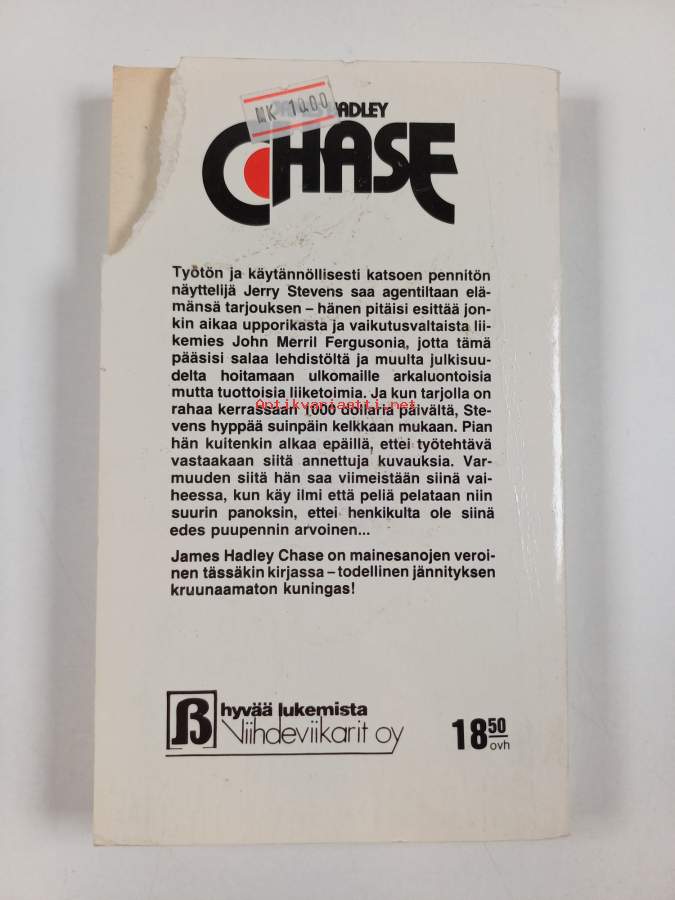 MK 10.00
HADLEY
CHASE
Työtön ja käytännöllisesti katsoen pennitön
näyttelijä Jerry Stevens saa agentiltaan elä-
mänsä tarjouksen – hänen pitäisi esittää jon-
kin aikaa upporikasta ja vaikutusvaltaista lii-
kemies John Merril Fergusonia, jotta tämä
pääsisi salaa lehdistöltä ja muulta julkisuu-
delta hoitamaan ulkomaille arkaluontoisia
mutta tuottoisia liiketoimia. Ja kun tarjolla on
rahaa kerrassaan 1000 dollaria päivältä, Ste-
Antikvariaatti.net
vens hyppää suinpäin kelkkaan mukaan. Pian
hän kuitenkin alkaa epäillä, ettei työtehtävä
vastaakaan siitä annettuja kuvauksia. Var-
muuden siitä hän saa viimeistään siinä vai-
heessa, kun käy ilmi että peliä pelataan niin
suurin panoksin, ettei henkikulta ole siinä
edes puupennin arvoinen...
James Hadley Chase on mainesanojen veroi-
nen tässäkin kirjassa – todellinen jännityksen
kruunaamaton kuningas!
hyvää lukemista
Viihdeviikarit oy
18 50
ovh